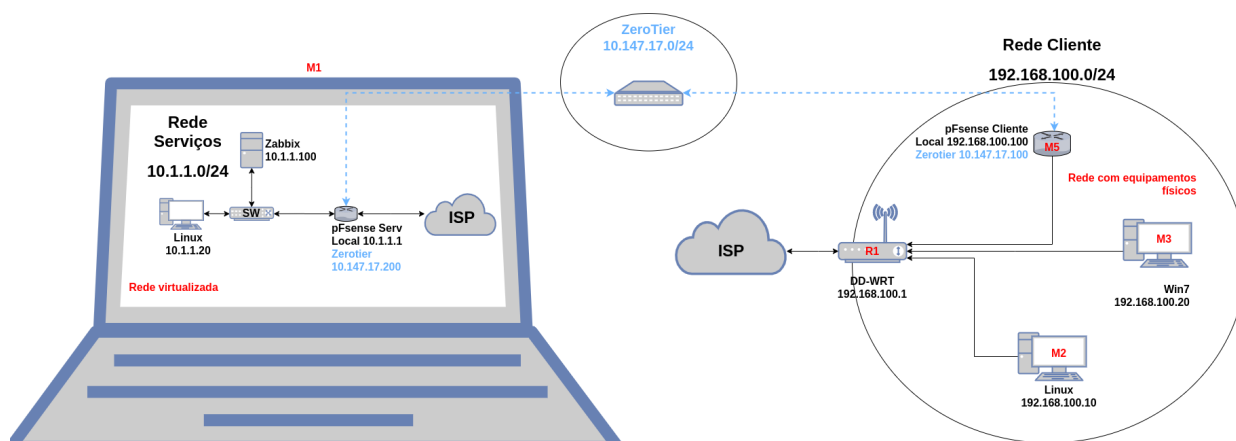 M1
Rede
Serviços
10.1.1.0/24
Zabbix
10.1.1.100
SW
Linux
10.1.1.20
pFsense Serv
Local 10.1.1.1
Zerotier
10.147.17.200
ISP
Rede virtualizada
ZeroTier
10.147.17.0/24
Rede Cliente
192.168.100.0/24
pFsense Cliente
Local 192.168.100.100
Zerotier 10.147.17.100
M5
Rede com equipamentos
físicos
ISP
R1
DD-WRT
192.168.100.1
M3
Win7
192.168.100.20
M2
Linux
192.168.100.10